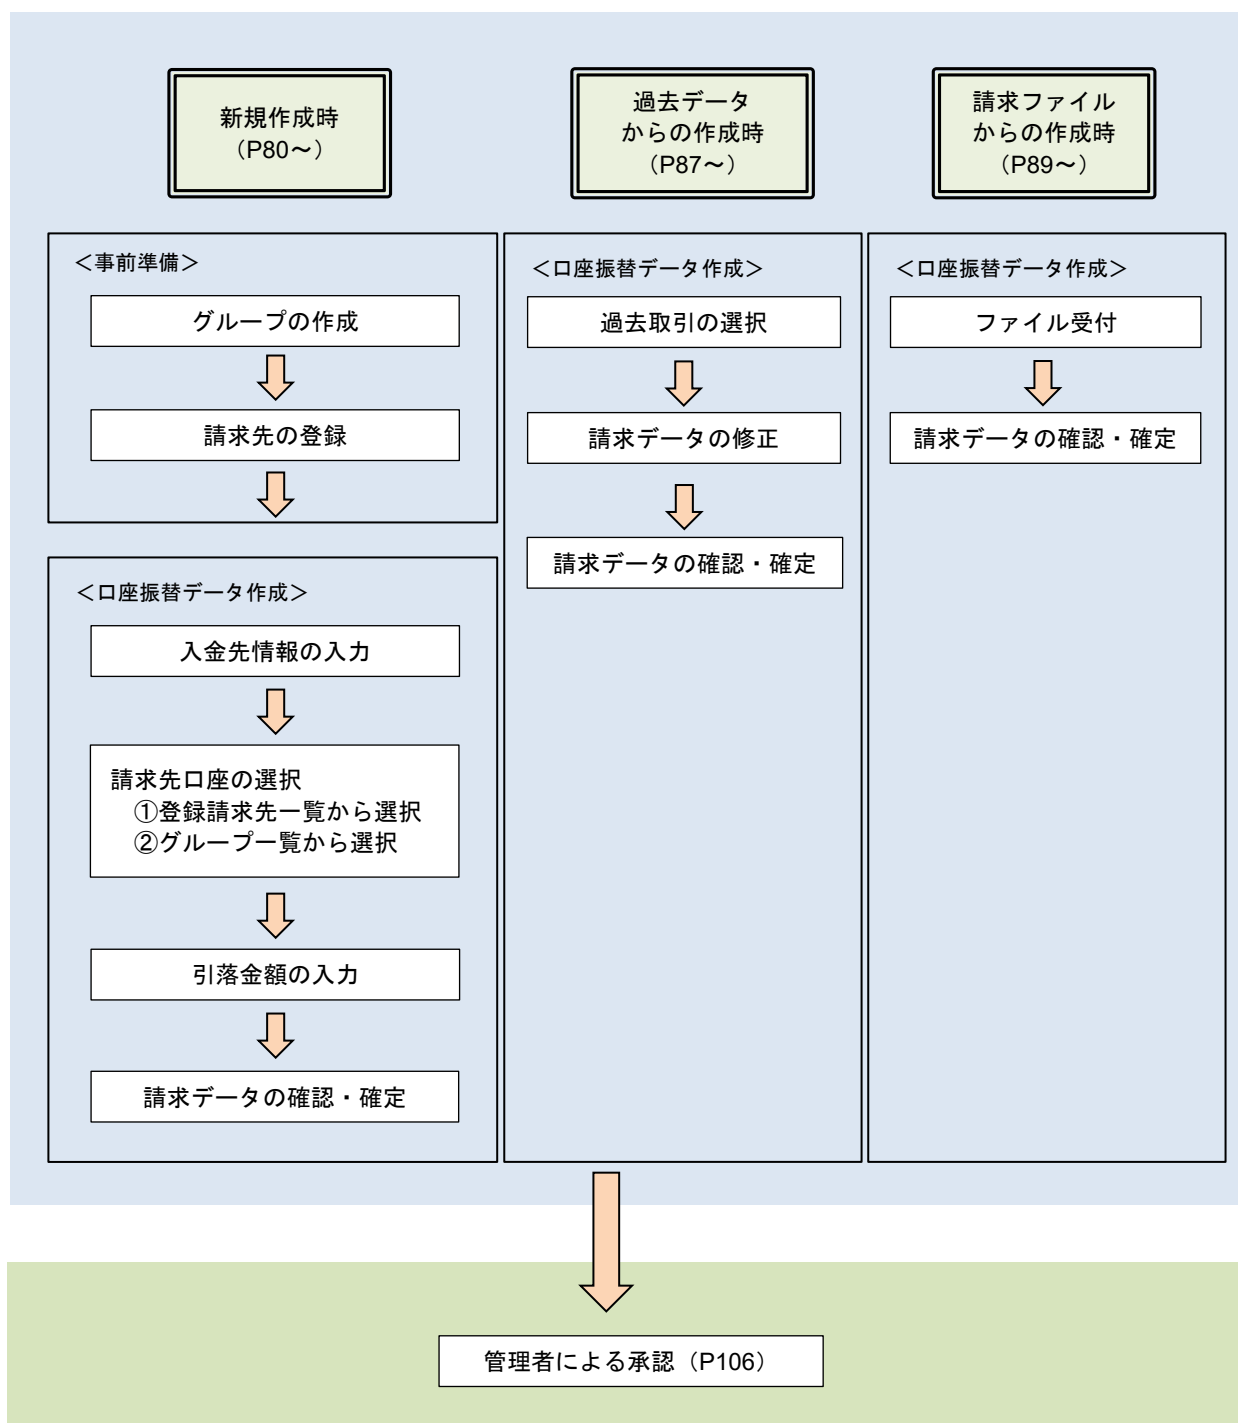 新規作成時
（P80～）
過去データ
からの作成時
（P87～）
請求ファイル
からの作成時
（P89～）
＜事前準備＞
グループの作成
請求先の登録
＜口座振替データ作成＞
入金先情報の入力
請求先口座の選択
①登録請求先一覧から選択
②グループ一覧から選択
引落金額の入力
請求データの確認・確定
＜口座振替データ作成＞
過去取引の選択
請求データの修正
請求データの確認・確定
＜口座振替データ作成＞
ファイル受付
請求データの確認・確定
管理者による承認（P106）